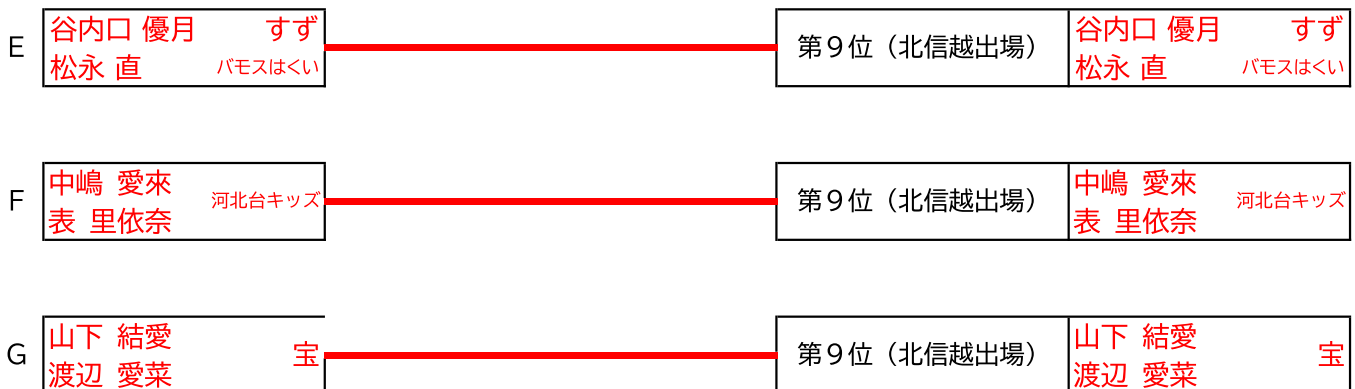 E 谷内口 優月 すず 第９位（北信越出場） 谷内口 優月 すず
松永 直 バモスはくい 松永 直 バモスはくい
F 中嶋 愛來 河北台キッズ 第９位（北信越出場） 中嶋 愛來 河北台キッズ
表 里依奈 表 里依奈
G 山下 結愛 宝 第９位（北信越出場） 山下 結愛 宝
渡辺 愛菜 渡辺 愛菜